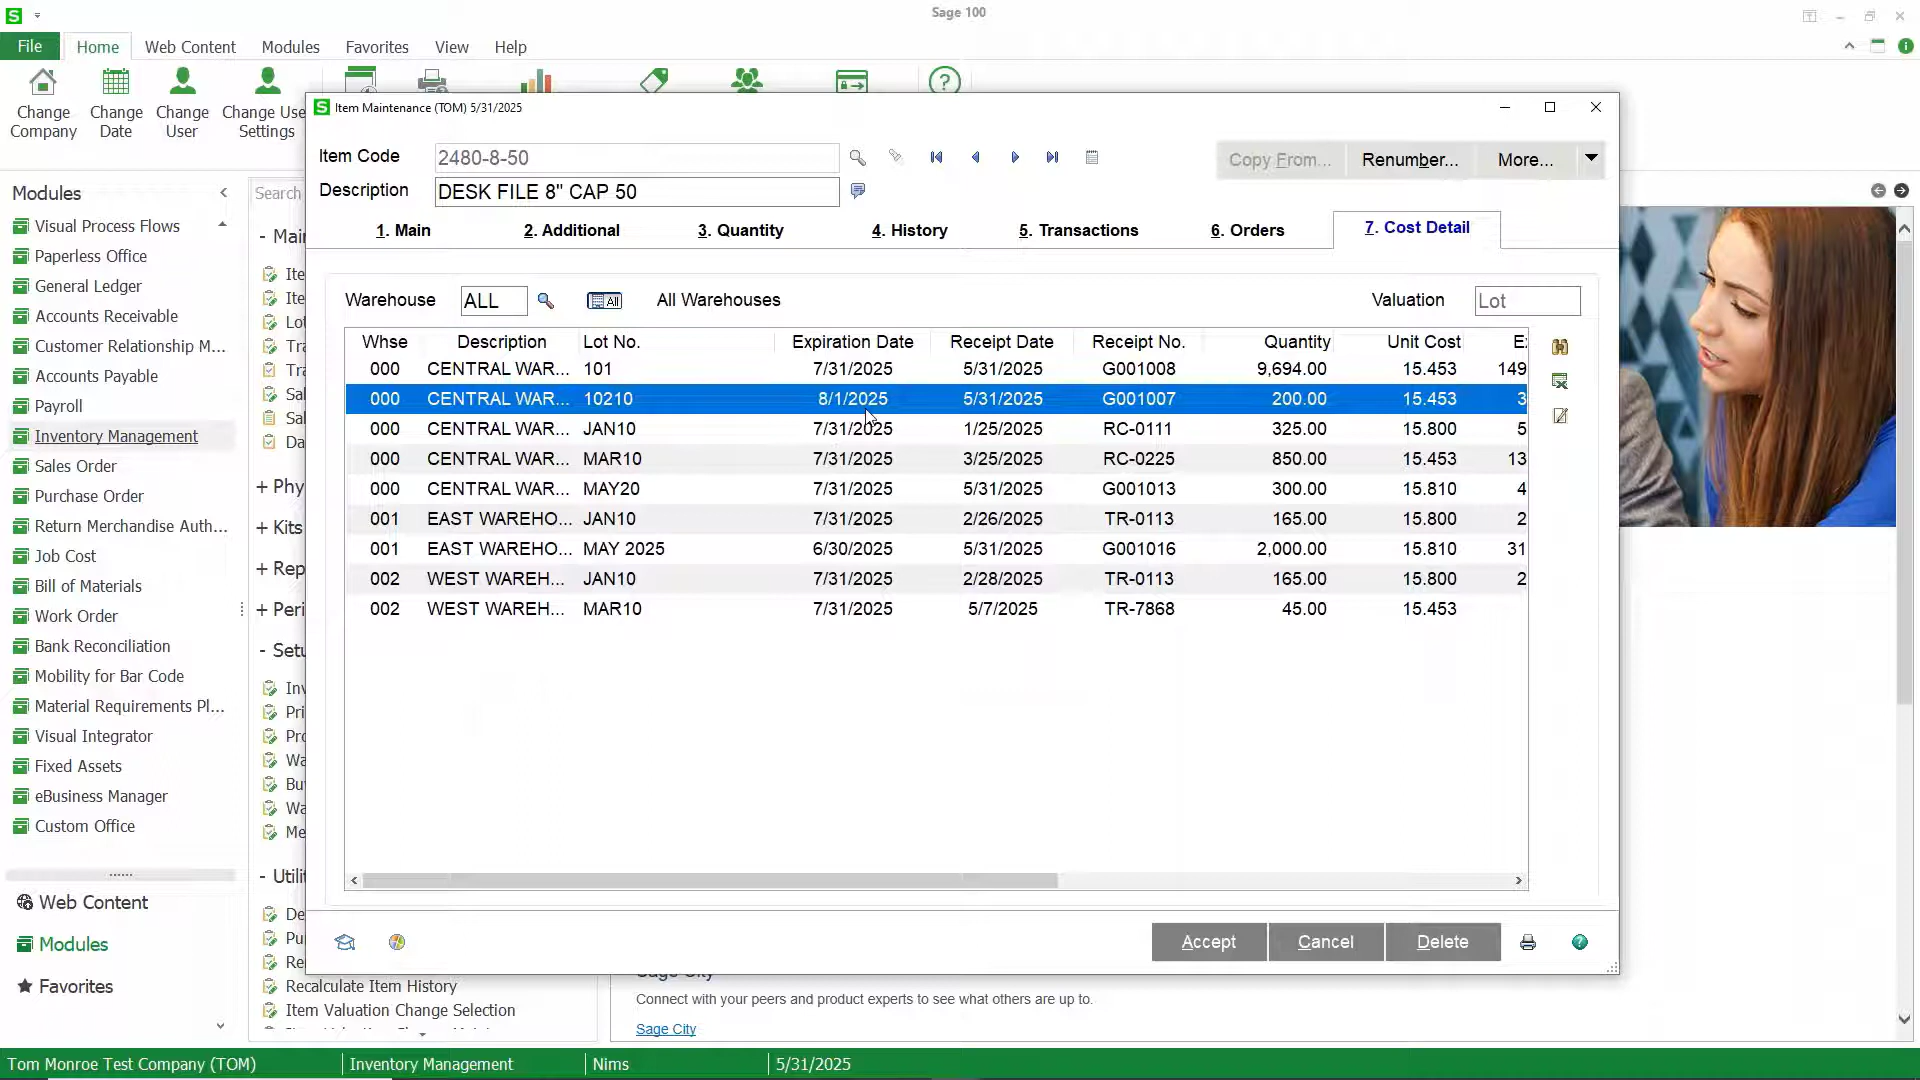 Sage 100
File Home Web Content Modules Favorites View Help
Change Company
Change Date
Change User
Settings
Item Maintenance (TOM) 5/31/2025
Item Code 2480-8-50 Copy From... Renumber... More...
Description DESK FILE 8" CAP 50
1. Main 2. Additional 3. Quantity 4. History 5. Transactions 6. Orders 7. Cost Detail
Warehouse ALL All All Warehouses Valuation Lot
Whse Description Lot No. Expiration Date Receipt Date Receipt No. Quantity Unit Cost
000 CENTRAL WAR... 101 7/31/2025 5/31/2025 G001008 9,694.00 15.453 149
000 CENTRAL WAR... 10210 8/1/2025 5/31/2025 G001007 200.00 15.453 3
000 CENTRAL WAR... JAN10 7/31/2025 1/25/2025 RC-0111 325.00 15.800 5
000 CENTRAL WAR... MAR10 7/31/2025 3/25/2025 RC-0225 850.00 15.453 13
000 CENTRAL WAR... MAY20 7/31/2025 5/31/2025 G001013 300.00 15.810 4
001 EAST WAREHO... JAN10 7/31/2025 2/26/2025 TR-0113 165.00 15.800 2
001 EAST WAREHO... MAY 2025 6/30/2025 5/31/2025 G001016 2,000.00 15.810 31
002 WEST WAREH... JAN10 7/31/2025 2/28/2025 TR-0113 165.00 15.800 2
002 WEST WAREH... MAR10 7/31/2025 5/7/2025 TR-7868 45.00 15.453
Accept Cancel Delete
Modules
Visual Process Flows
Paperless Office
General Ledger
Accounts Receivable
Customer Relationship M...
Accounts Payable
Payroll
Inventory Management
Sales Order
Purchase Order
Return Merchandise Auth...
Job Cost
Bill of Materials
Work Order
Bank Reconciliation
Mobility for Bar Code
Material Requirements Pl...
Visual Integrator
Fixed Assets
eBusiness Manager
Custom Office
Web Content
Modules
Favorites
Search
Recalculate Item History
Item Valuation Change Selection
Sage City
Connect with your peers and product experts to see what others are up to.
Sage City
Tom Monroe Test Company (TOM) Inventory Management Nims 5/31/2025